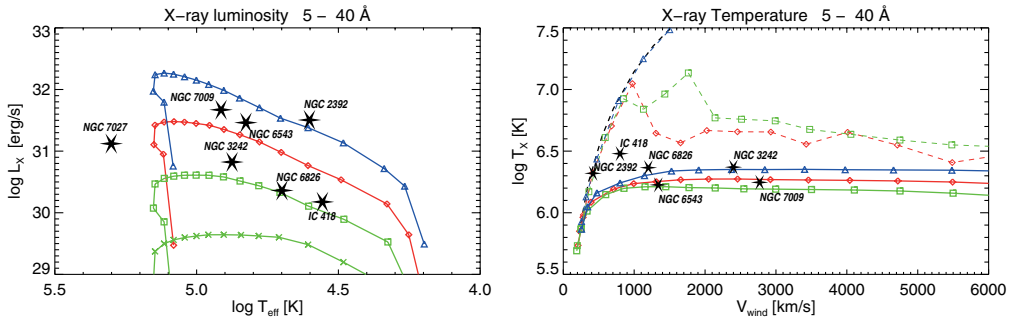 X−ray luminosity 5 − 40 Å
33
32
31
30
29
log L_X [erg/s]
NGC 7009
NGC 2392
NGC 7027
NGC 6543
NGC 3242
NGC 6826
IC 418
5.5
5.0
4.5
4.0
log T_eff [K]
X−ray Temperature 5 − 40 Å
7.5
7.0
6.5
6.0
5.5
log T_X [K]
IC 418
NGC 2392
NGC 6826
NGC 3242
NGC 6543
NGC 7009
0
1000
2000
3000
4000
5000
6000
V_wind [km/s]